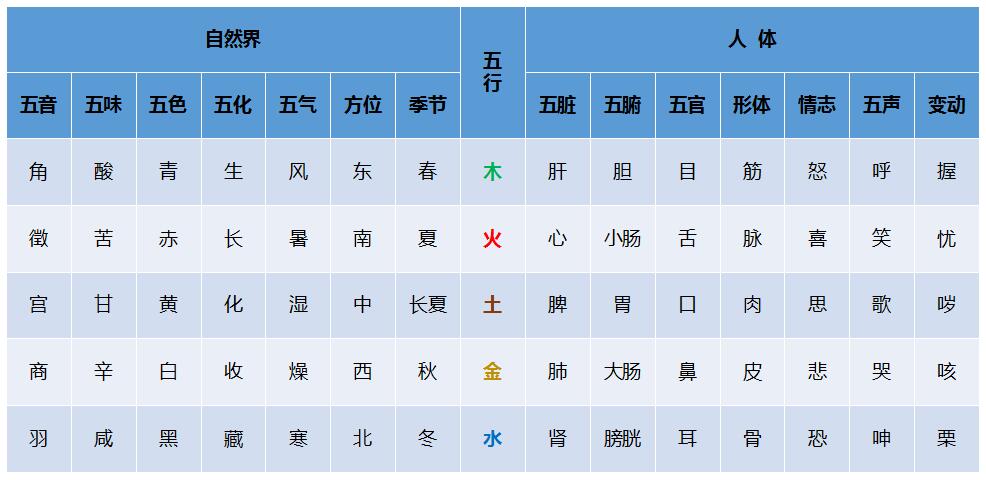 自然界 五行 人 体
五音 五味 五色 五化 五气 方位 季节 五脏 五腑 五官 形体 情志 五声 变动
角 酸 青 生 风 东 春 木 肝 胆 目 筋 怒 呼 握
徵 苦 赤 长 暑 南 夏 火 心 小肠 舌 脉 喜 笑 忧
宫 甘 黄 化 湿 中 长夏 土 脾 胃 口 肉 思 歌 哕
商 辛 白 收 燥 西 秋 金 肺 大肠 鼻 皮 悲 哭 咳
羽 咸 黑 藏 寒 北 冬 水 肾 膀胱 耳 骨 恐 呻 栗